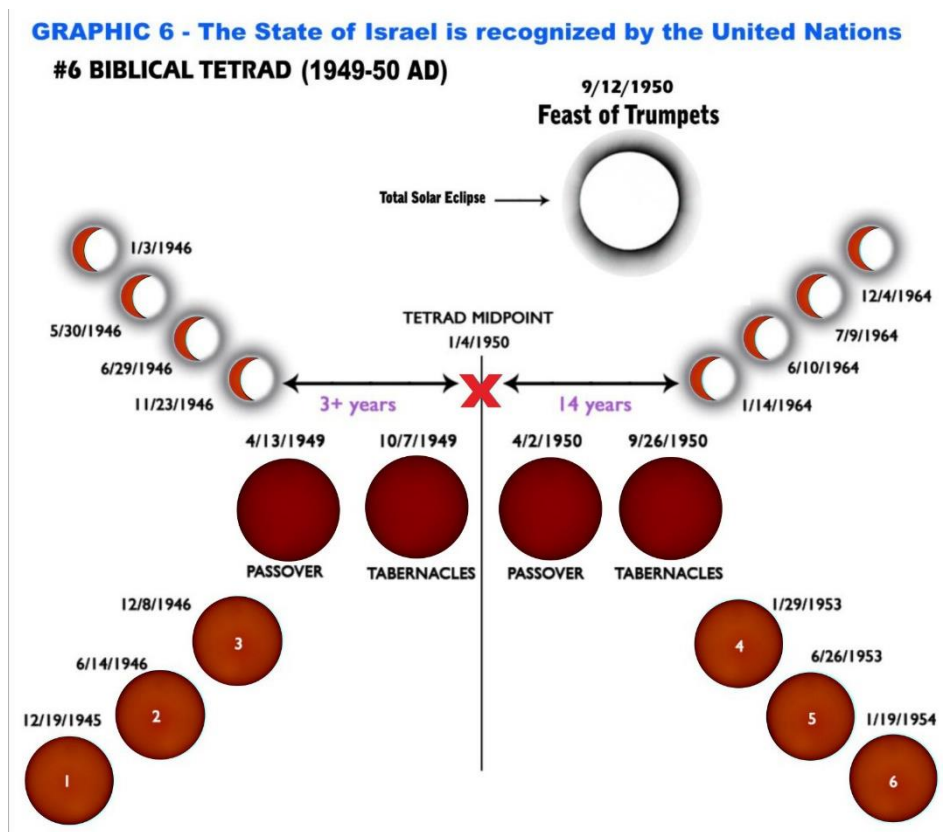 GRAPHIC 6 - The State of Israel is recognized by the United Nations
#6 BIBLICAL TETRAD (1949-50 AD)
9/12/1950
Feast of Trumpets
Total Solar Eclipse
1/3/1946
5/30/1946
6/29/1946
11/23/1946
12/4/1964
7/9/1964
6/10/1964
1/14/1964
TETRAD MIDPOINT
1/4/1950
X
3+ years
14 years
4/13/1949
10/7/1949
4/2/1950
9/26/1950
PASSOVER
TABERNACLES
PASSOVER
TABERNACLES
12/8/1946
3
6/14/1946
2
12/19/1945
1
1/29/1953
4
6/26/1953
5
1/19/1954
6